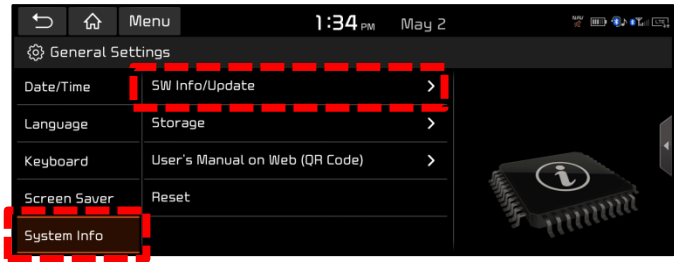 Menu 1:34 PM May 2
General Settings
Date/Time SW Info/Update
Language Storage
Keyboard User's Manual on Web (QR Code)
Screen Saver Reset
System Info